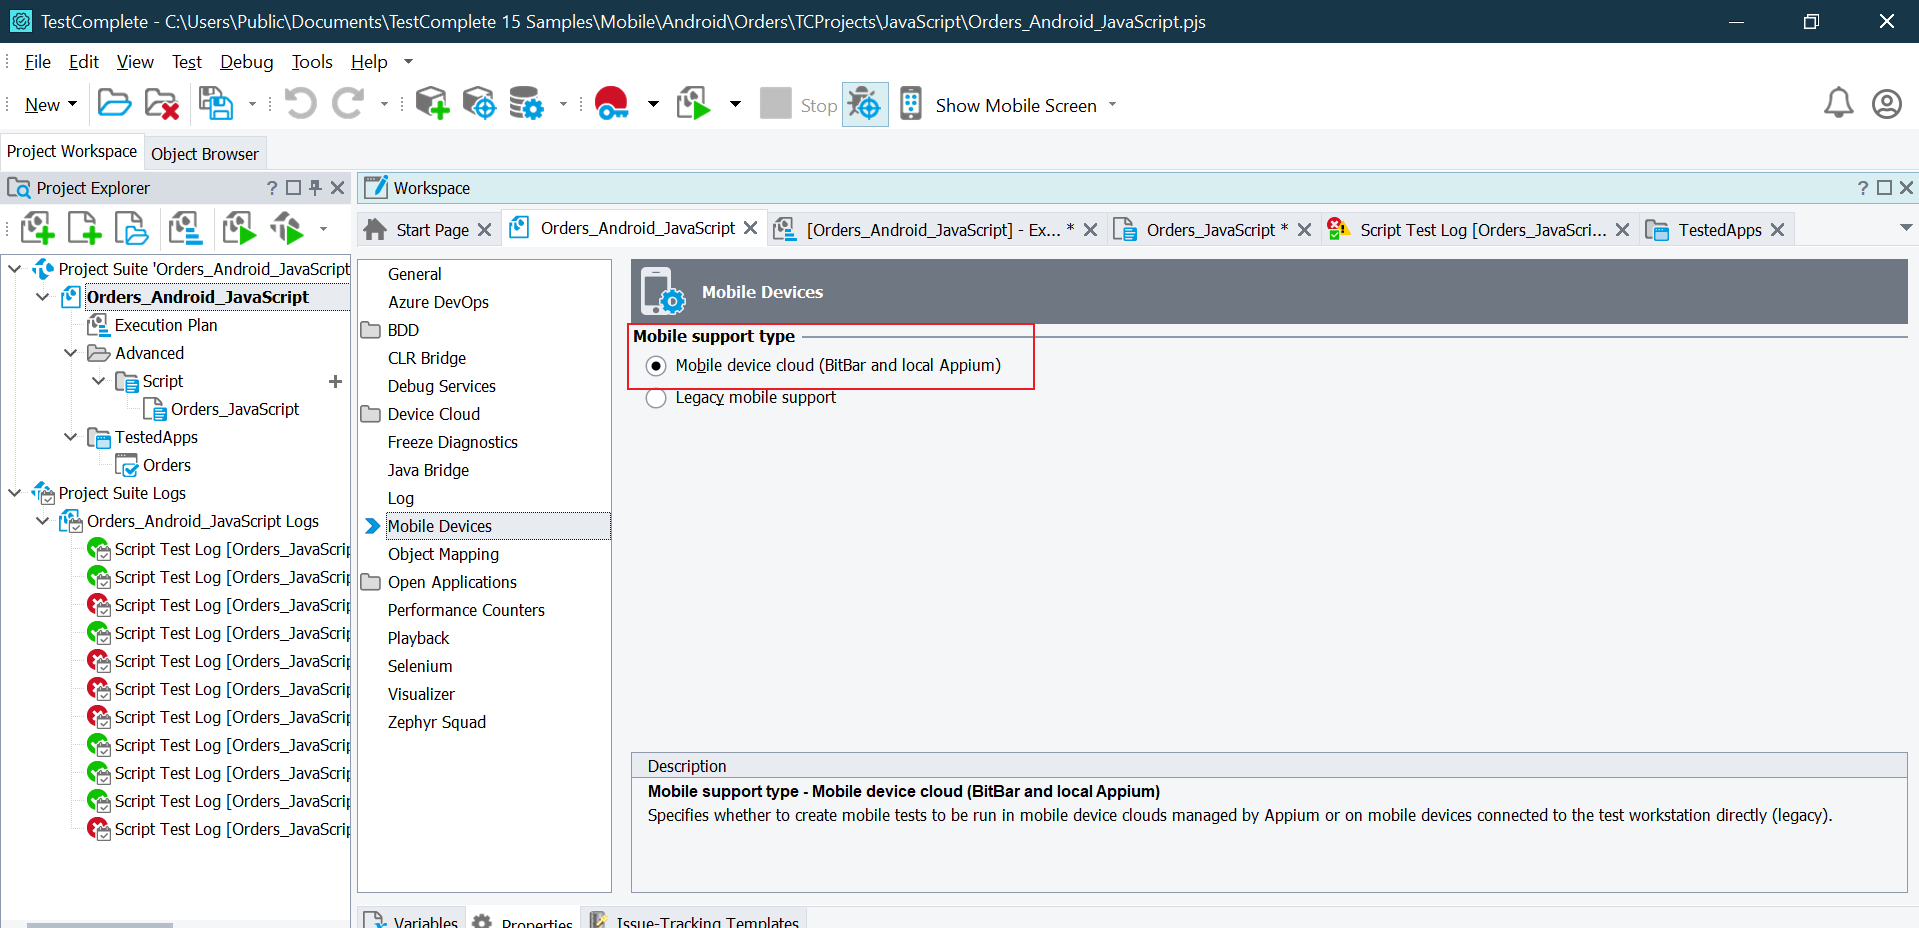 TestComplete - C:\Users\Public\Documents\TestComplete 15 Samples\Mobile\Android\Orders\TCProjects\JavaScript\Orders_Android_JavaScript.pjs
File Edit View Test Debug Tools Help
New Stop Show Mobile Screen
Project Workspace Object Browser
Project Explorer
Project Suite 'Orders_Android_JavaScript
Orders_Android_JavaScript
Execution Plan
Advanced
Script
Orders_JavaScript
TestedApps
Orders
Project Suite Logs
Orders_Android_JavaScript Logs
Script Test Log [Orders_JavaScrip
Script Test Log [Orders_JavaScrip
Script Test Log [Orders_JavaScrip
Script Test Log [Orders_JavaScrip
Script Test Log [Orders_JavaScrip
Script Test Log [Orders_JavaScrip
Script Test Log [Orders_JavaScrip
Script Test Log [Orders_JavaScrip
Script Test Log [Orders_JavaScrip
Script Test Log [Orders_JavaScrip
Script Test Log [Orders_JavaScrip
Workspace
Start Page Orders_Android_JavaScript [Orders_Android_JavaScript] - Ex... * Orders_JavaScript * Script Test Log [Orders_JavaScri... TestedApps
General
Azure DevOps
BDD
CLR Bridge
Debug Services
Device Cloud
Freeze Diagnostics
Java Bridge
Log
Mobile Devices
Object Mapping
Open Applications
Performance Counters
Playback
Selenium
Visualizer
Zephyr Squad
Mobile Devices
Mobile support type
Mobile device cloud (BitBar and local Appium)
Legacy mobile support
Description
Mobile support type - Mobile device cloud (BitBar and local Appium)
Specifies whether to create mobile tests to be run in mobile device clouds managed by Appium or on mobile devices connected to the test workstation directly (legacy).
Variables Properties Issue-Tracking Templates